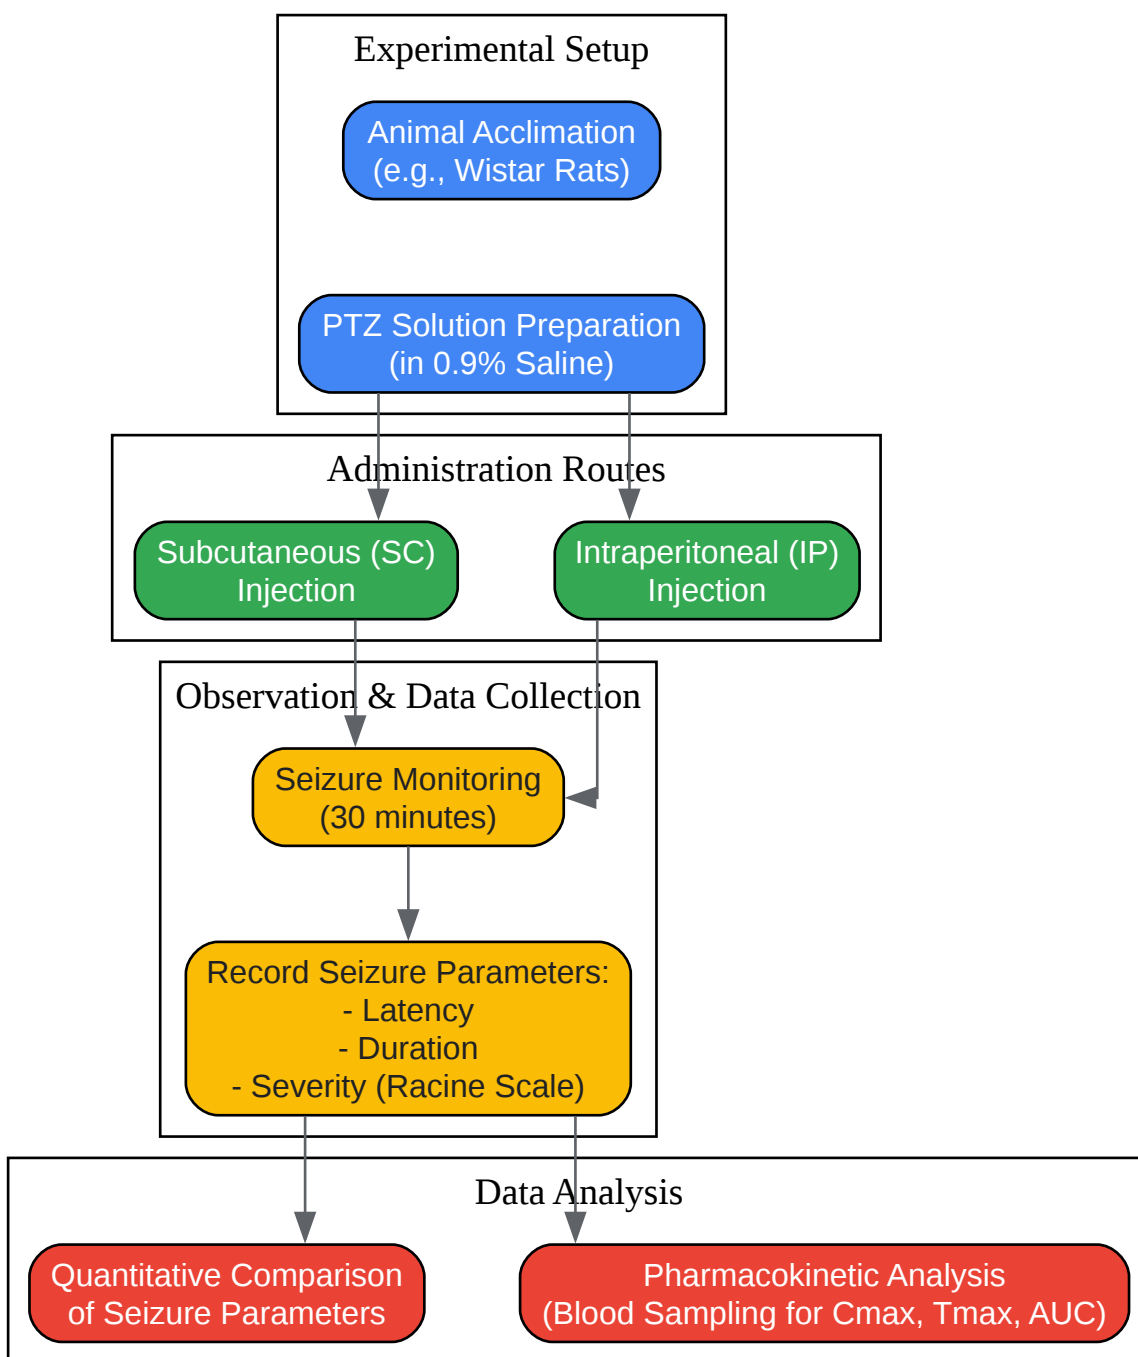 Experimental Setup
Animal Acclimation
(e.g., Wistar Rats)
PTZ Solution Preparation
(in 0.9% Saline)
Administration Routes
Subcutaneous (SC)
Injection
Intraperitoneal (IP)
Injection
Observation & Data Collection
Seizure Monitoring
(30 minutes)
Record Seizure Parameters:
- Latency
- Duration
- Severity (Racine Scale)
Data Analysis
Quantitative Comparison
of Seizure Parameters
Pharmacokinetic Analysis
(Blood Sampling for Cmax, Tmax, AUC)